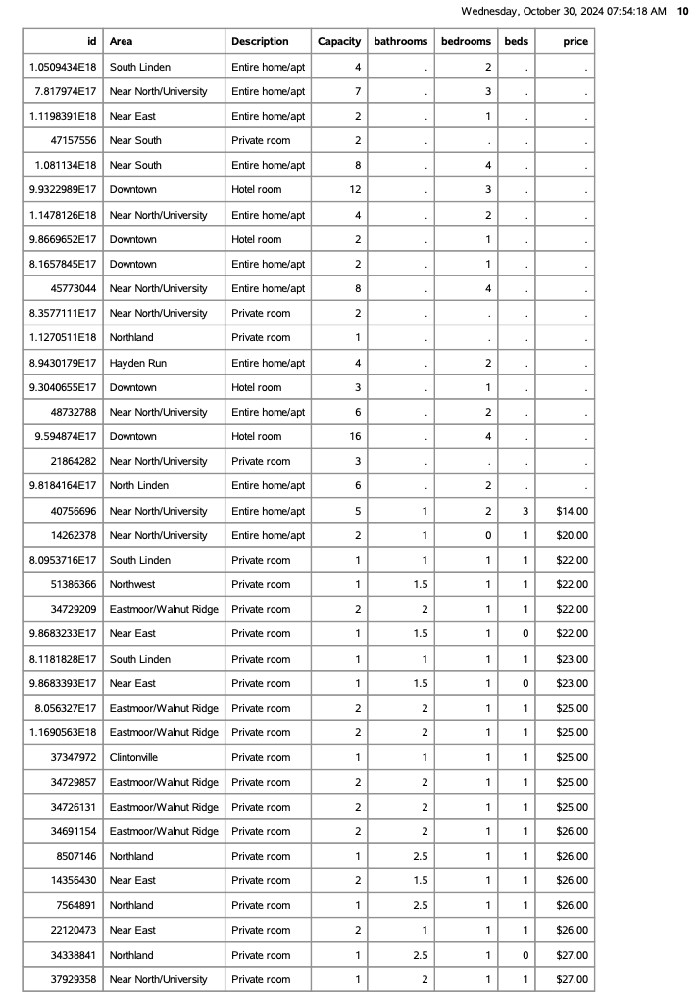 Wednesday, October 30, 2024 07:54:18 AM 10
id Area Description Capacity bathrooms bedrooms beds price
1.0509434E18 South Linden Entire home/apt 4 . 2 . .
7.817974E17 Near North/University Entire home/apt 7 . 3 . .
1.1198391E18 Near East Entire home/apt 2 . 1 . .
47157556 Near South Private room 2 . . . .
1.081134E18 Near South Entire home/apt 8 . 4 . .
9.9322989E17 Downtown Hotel room 12 . 3 . .
1.1478126E18 Near North/University Entire home/apt 4 . 2 . .
9.8669652E17 Downtown Hotel room 2 . 1 . .
8.1657845E17 Downtown Entire home/apt 2 . 1 . .
45773044 Near North/University Entire home/apt 8 . 4 . .
8.3577111E17 Near North/University Private room 2 . . . .
1.1270511E18 Northland Private room 1 . . . .
8.9430179E17 Hayden Run Entire home/apt 4 . 2 . .
9.3040655E17 Downtown Hotel room 3 . 1 . .
48732788 Near North/University Entire home/apt 6 . 2 . .
9.594874E17 Downtown Hotel room 16 . 4 . .
21864282 Near North/University Private room 3 . . . .
9.8184164E17 North Linden Entire home/apt 6 . 2 . .
40756696 Near North/University Entire home/apt 5 1 2 3 $14.00
14262378 Near North/University Entire home/apt 2 1 0 1 $20.00
8.0953716E17 South Linden Private room 1 1 1 1 $22.00
51386366 Northwest Private room 1 1.5 1 1 $22.00
34729209 Eastmoor/Walnut Ridge Private room 2 2 1 1 $22.00
9.8683233E17 Near East Private room 1 1.5 1 0 $22.00
8.1181828E17 South Linden Private room 1 1 1 1 $23.00
9.8683393E17 Near East Private room 1 1.5 1 0 $23.00
8.056327E17 Eastmoor/Walnut Ridge Private room 2 2 1 1 $25.00
1.1690563E18 Eastmoor/Walnut Ridge Private room 2 2 1 1 $25.00
37347972 Clintonville Private room 1 1 1 1 $25.00
34729857 Eastmoor/Walnut Ridge Private room 2 2 1 1 $25.00
34726131 Eastmoor/Walnut Ridge Private room 2 2 1 1 $25.00
34691154 Eastmoor/Walnut Ridge Private room 2 2 1 1 $26.00
8507146 Northland Private room 1 2.5 1 1 $26.00
14356430 Near East Private room 2 1.5 1 1 $26.00
7564891 Northland Private room 1 2.5 1 1 $26.00
22120473 Near East Private room 2 1 1 1 $26.00
34338841 Northland Private room 1 2.5 1 0 $27.00
37929358 Near North/University Private room 1 2 1 1 $27.00